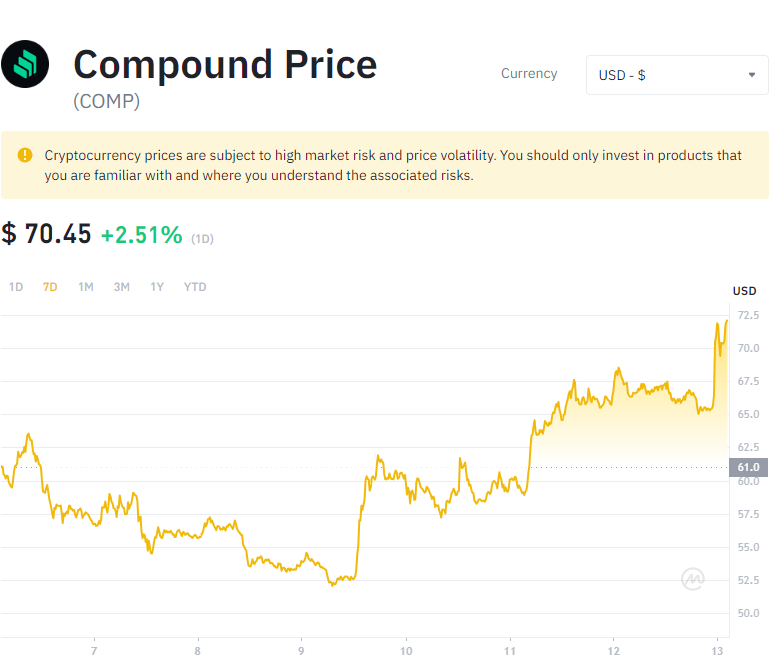 Compound Price
(COMP)
Currency
USD - $
Cryptocurrency prices are subject to high market risk and price volatility. You should only invest in products that
you are familiar with and where you understand the associated risks.
$ 70.45 +2.51% (1D)
1D 7D 1M 3M 1Y YTD
USD
72.5
70.0
67.5
65.0
62.5
61.0
60.0
57.5
55.0
52.5
50.0
7 8 9 10 11 12 13